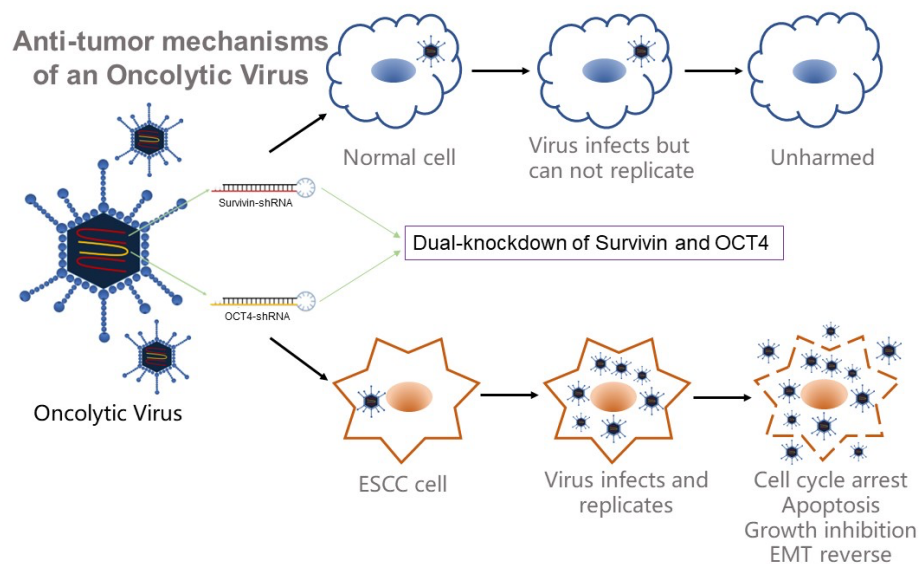 Anti-tumor mechanisms
of an Oncolytic Virus
Normal cell
Virus infects but
can not replicate
Unharmed
Survivin-shRNA
Dual-knockdown of Survivin and OCT4
OCT4-shRNA
Oncolytic Virus
ESCC cell
Virus infects and
replicates
Cell cycle arrest
Apoptosis
Growth inhibition
EMT reverse